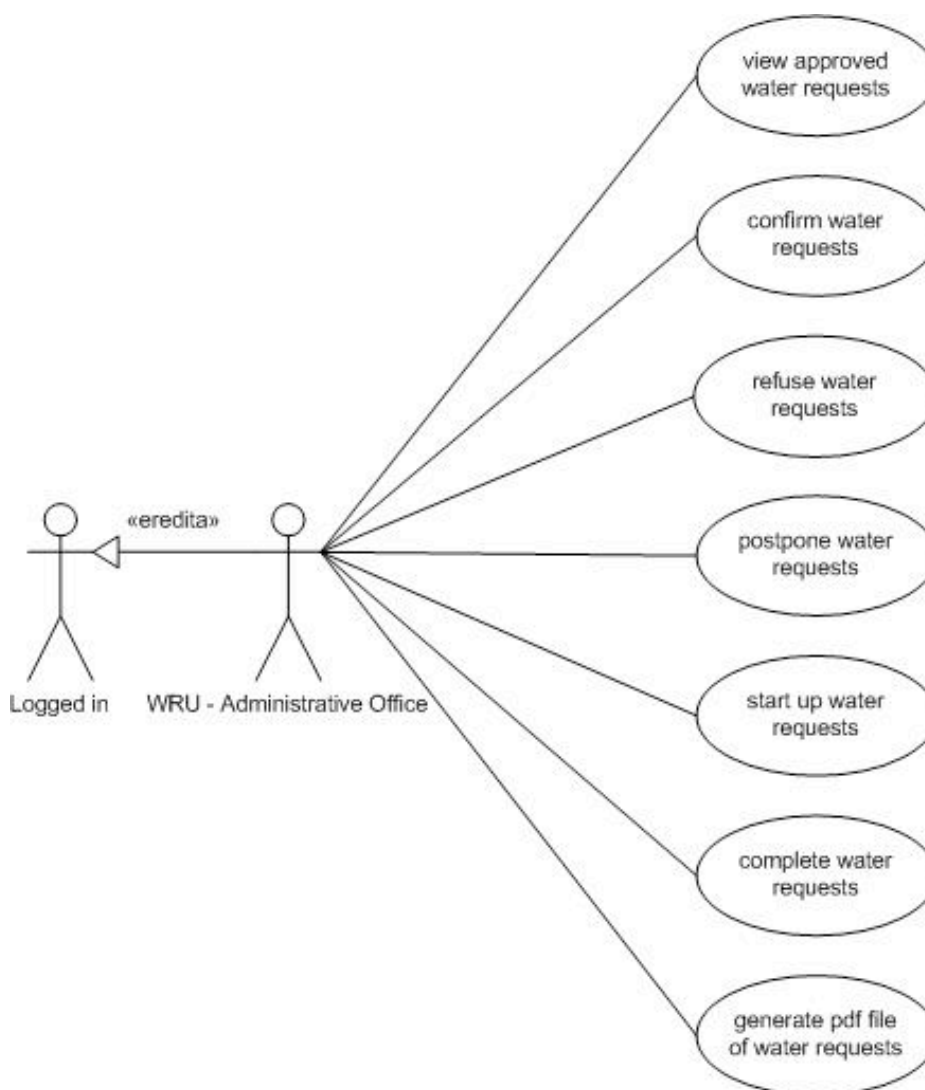 view approved
water requests
confirm water
requests
refuse water
requests
«eredita»
postpone water
requests
Logged in
WRU - Administrative Office
start up water
requests
complete water
requests
generate pdf file
of water requests